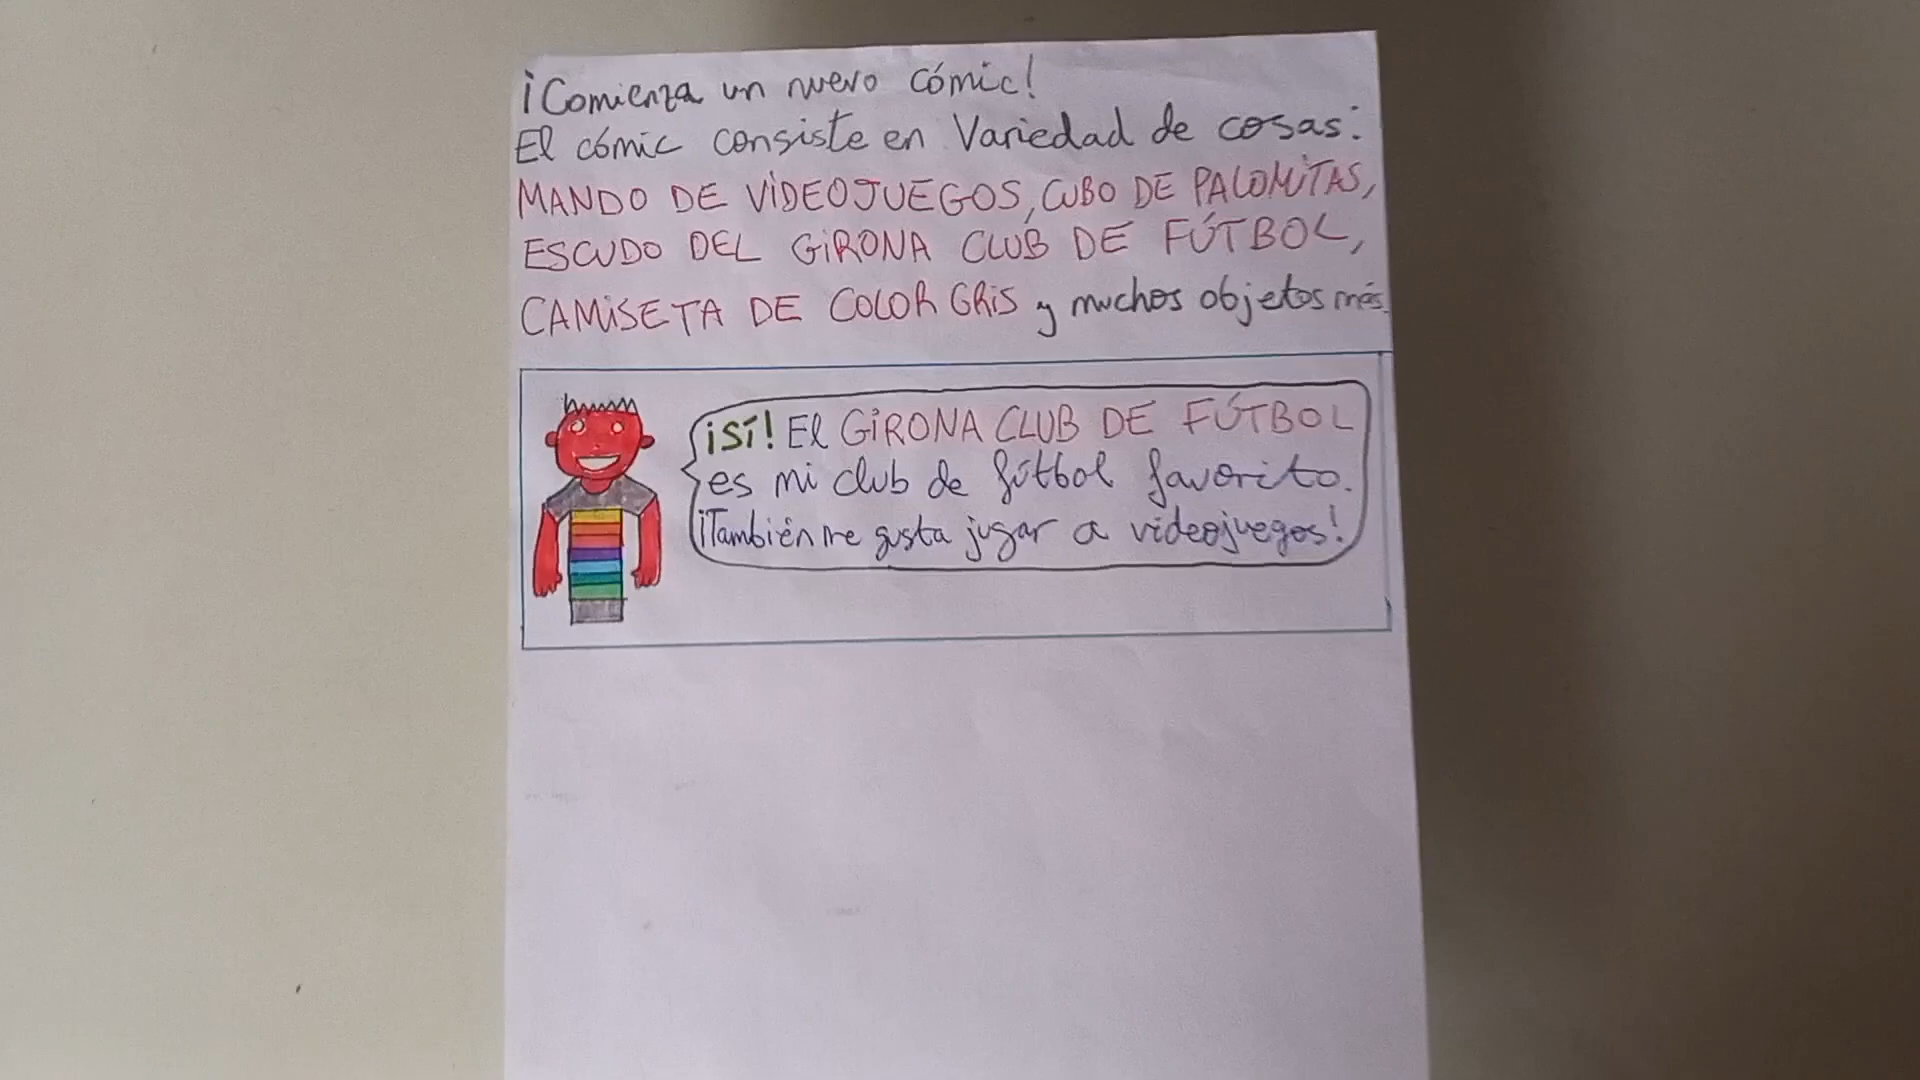 ¡Comienza un nuevo cómic!
El cómic consiste en Variedad de cosas:
MANDO DE VIDEOJUEGOS, CUBO DE PALOMITAS,
ESCUDO DEL GIRONA CLUB DE FÚTBOL,
CAMISETA DE COLOR GRIS y muchos objetos más.
¡SÍ! El GIRONA CLUB DE FÚTBOL
es mi club de fútbol favorito.
¡También me gusta jugar a videojuegos!